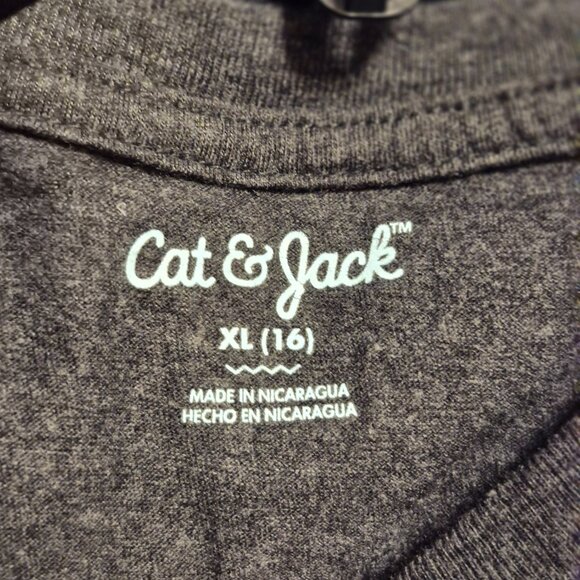 Cat & Jack™
XL (16)
MADE IN NICARAGUA
HECHO EN NICARAGUA